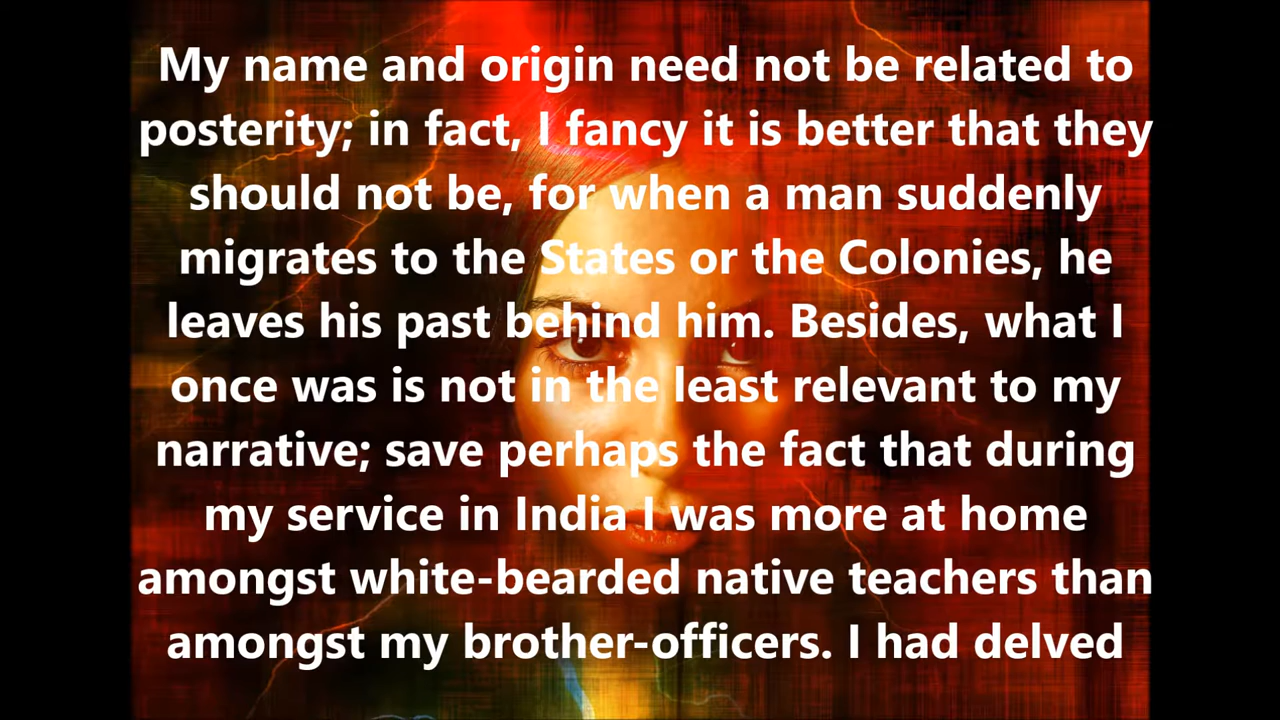 My name and origin need not be related to
posterity; in fact, I fancy it is better that they
should not be, for when a man suddenly
migrates to the States or the Colonies, he
leaves his past behind him. Besides, what I
once was is not in the least relevant to my
narrative; save perhaps the fact that during
my service in India I was more at home
amongst white-bearded native teachers than
amongst my brother-officers. I had delved